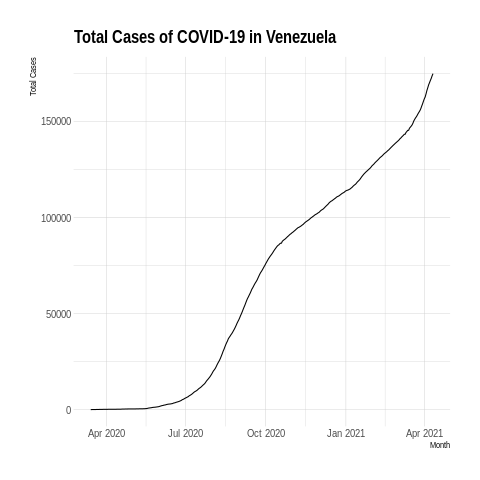 Total Cases of COVID-19 in Venezuela
Total Cases
150000
100000
50000
0
Apr 2020 Jul 2020 Oct 2020 Jan 2021 Apr 2021
Month